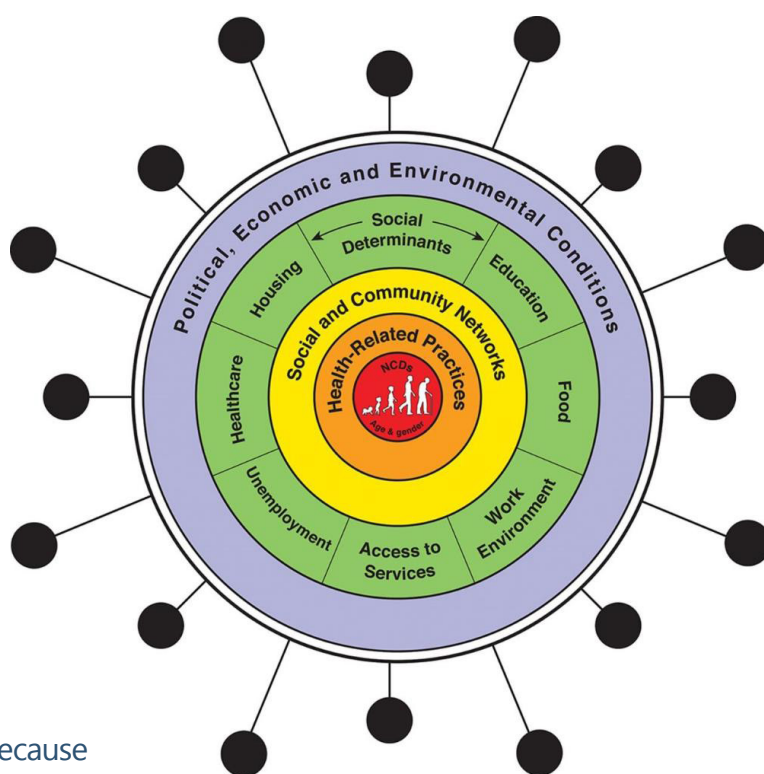 Political, Economic and Environmental Conditions
Social
Determinants
Housing
Education
Social and Community Networks
Health-Related Practices
NCDs
Age & gender
Healthcare
Food
Unemployment
Work
Environment
Access to
Services
ecause